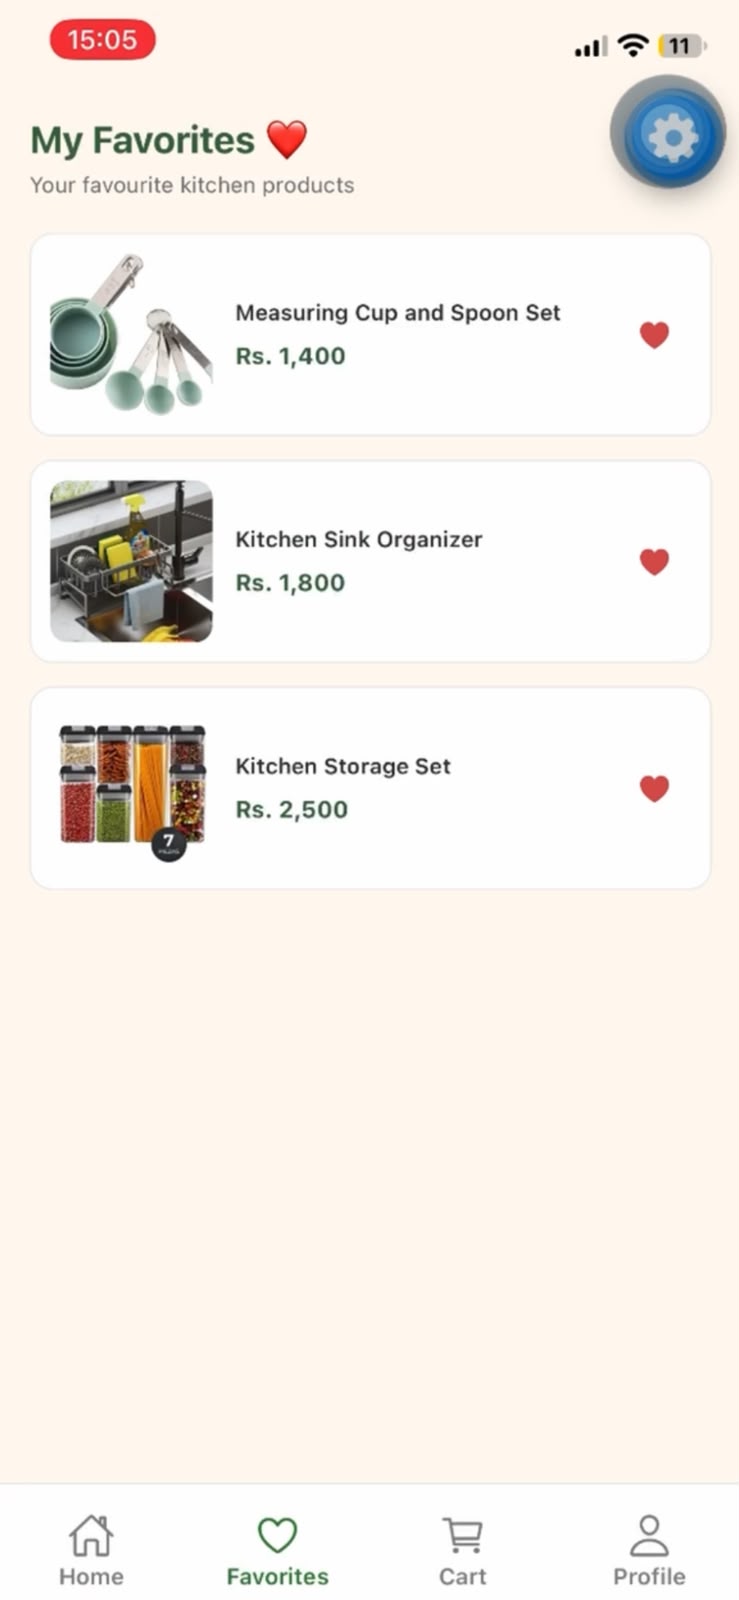 15:05
11
My Favorites ❤️
Your favourite kitchen products
Measuring Cup and Spoon Set
Rs. 1,400
Kitchen Sink Organizer
Rs. 1,800
7
Kitchen Storage Set
Rs. 2,500
Home
Favorites
Cart
Profile